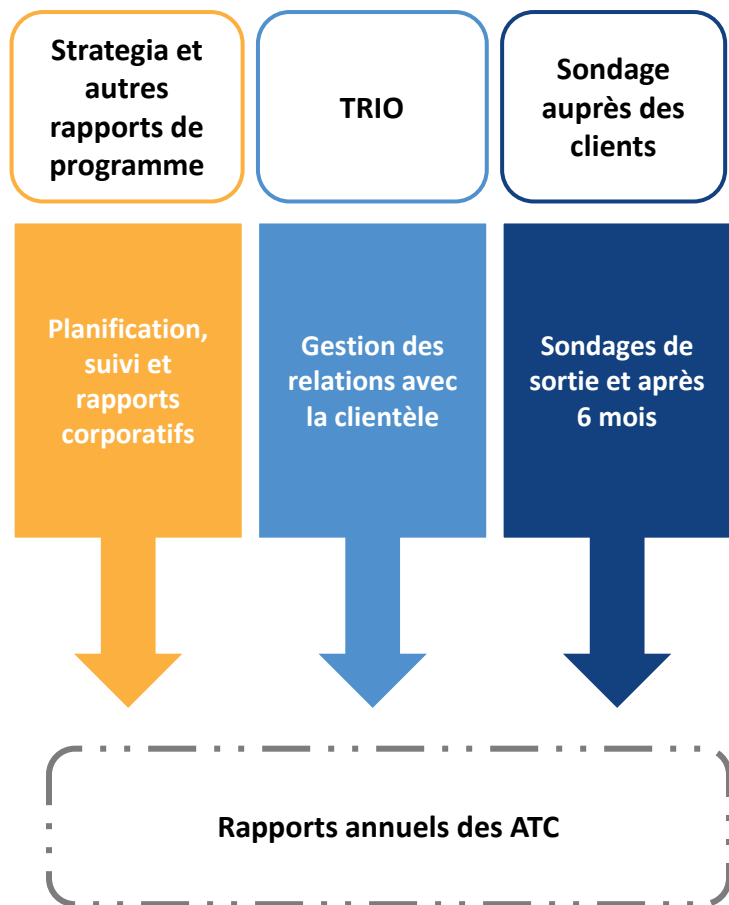 Strategia et
autres
rapports de
programme
TRIO
Sondage
auprès des
clients
Planification,
suivi et
rapports
corporatifs
Gestion des
relations avec
la clientèle
Sondages de
sortie et après
6 mois
Rapports annuels des ATC